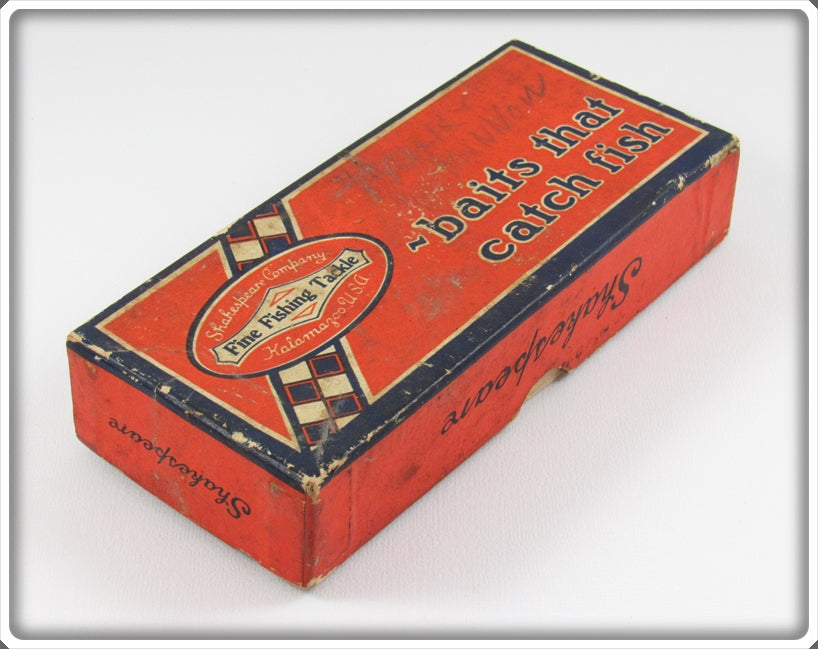 ~baits that
catch fish
Shakespeare Company
Fine Fishing Tackle
Kalamazoo, U.S.A.
Shakespeare
Shakespeare